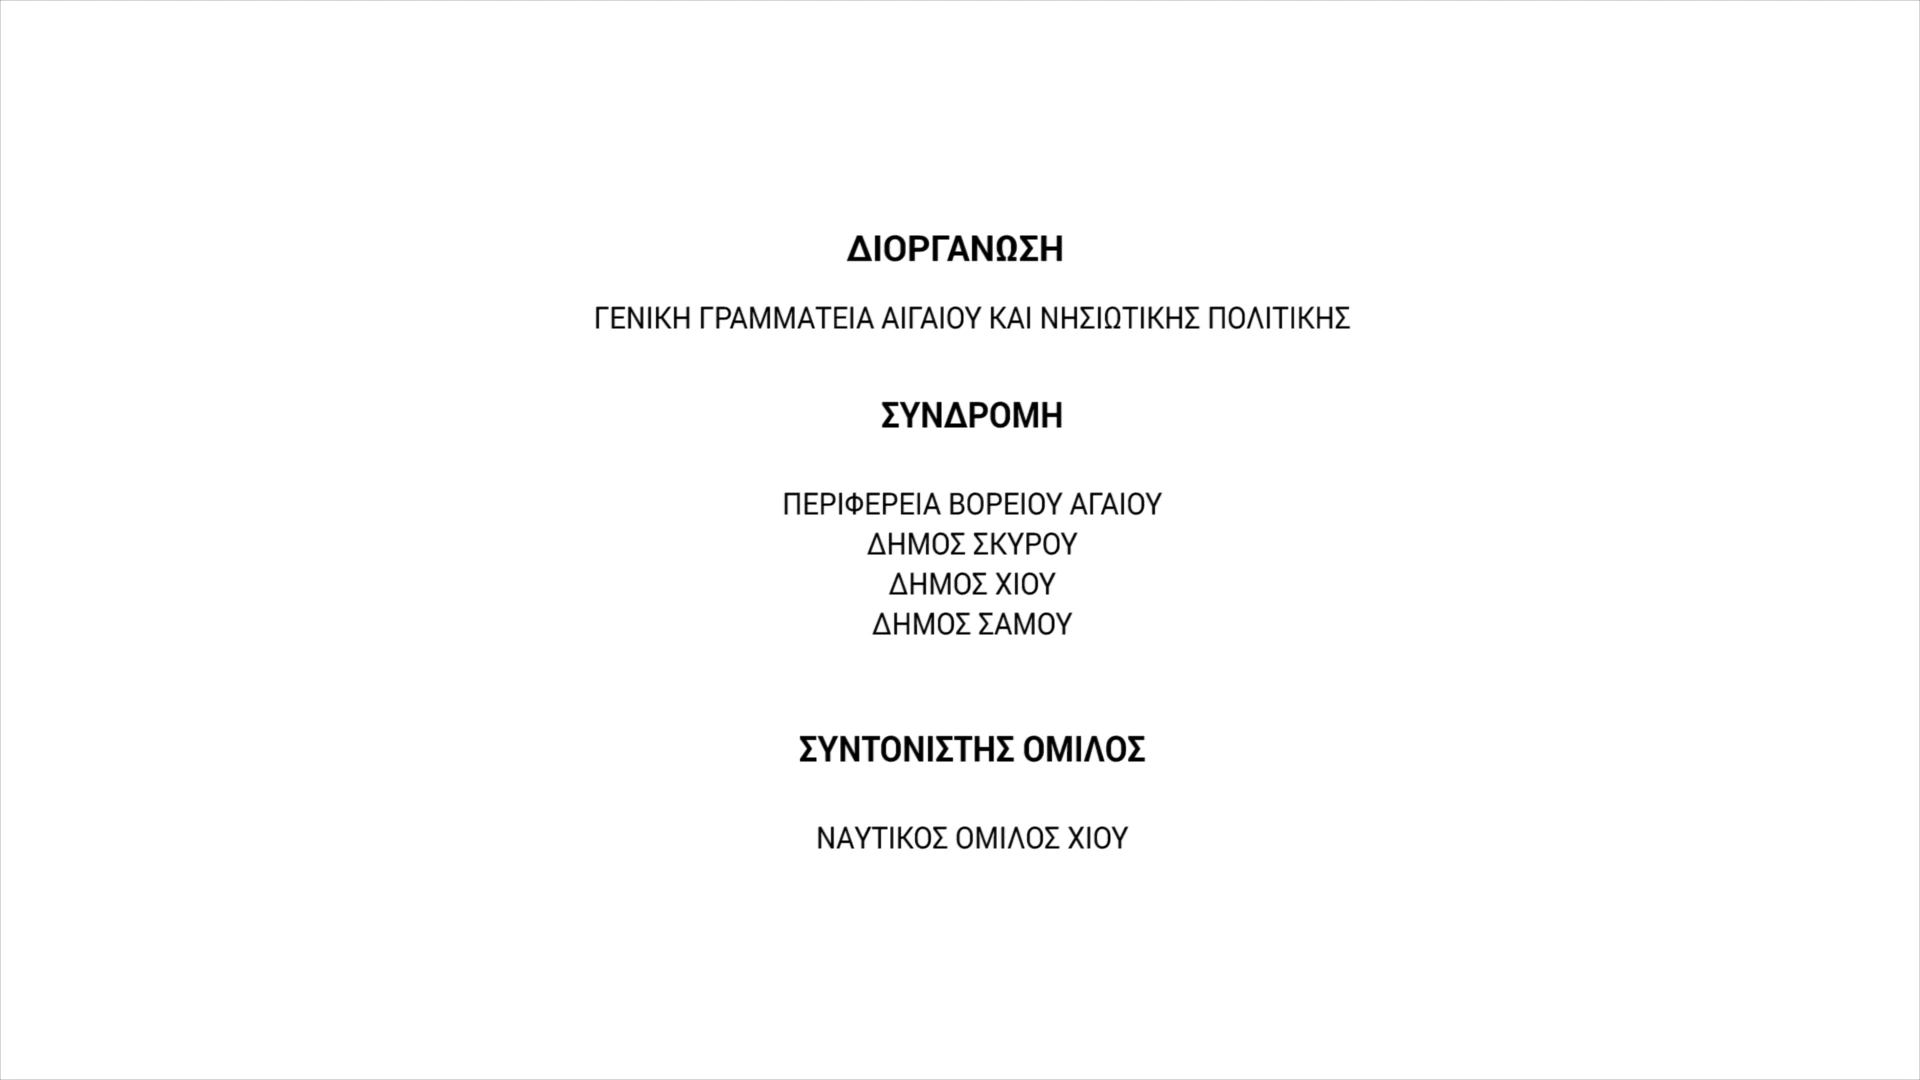 ΔΙΟΡΓΑΝΩΣΗ
ΓΕΝΙΚΗ ΓΡΑΜΜΑΤΕΙΑ ΑΙΓΑΙΟΥ ΚΑΙ ΝΗΣΙΩΤΙΚΗΣ ΠΟΛΙΤΙΚΗΣ
ΣΥΝΔΡΟΜΗ
ΠΕΡΙΦΕΡΕΙΑ ΒΟΡΕΙΟΥ ΑΓΑΙΟΥ
ΔΗΜΟΣ ΣΚΥΡΟΥ
ΔΗΜΟΣ ΧΙΟΥ
ΔΗΜΟΣ ΣΑΜΟΥ
ΣΥΝΤΟΝΙΣΤΗΣ ΟΜΙΛΟΣ
ΝΑΥΤΙΚΟΣ ΟΜΙΛΟΣ ΧΙΟΥ